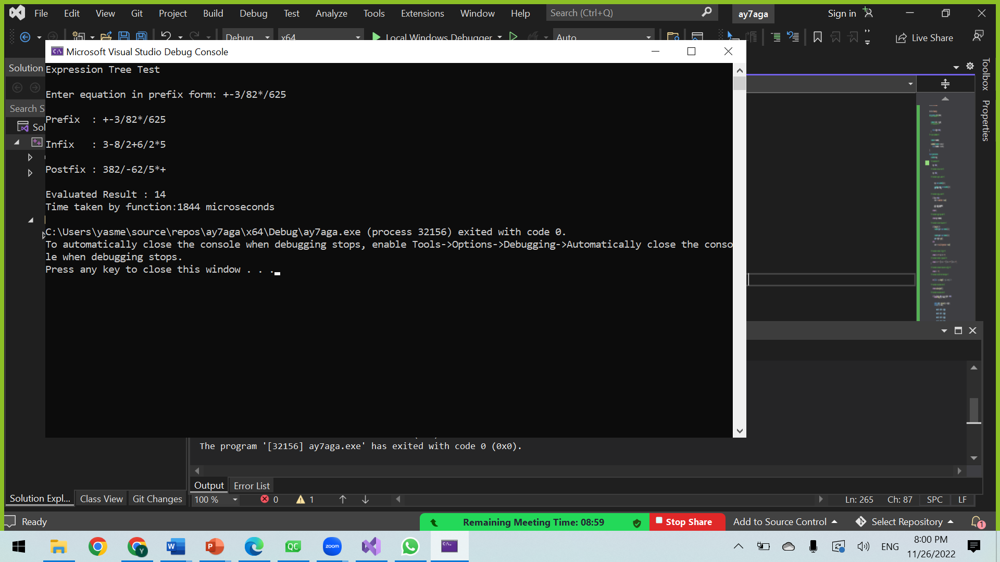 File Edit View Git Project Build Debug Test Analyze Tools Extensions Window Help Search (Ctrl+Q) ay7aga Sign in
Debug x64 Local Windows Debugger Auto Live Share
Microsoft Visual Studio Debug Console
Solution
Search S
Sol
Expression Tree Test
Enter equation in prefix form: +-3/82*/625
Prefix : +-3/82*/625
Infix : 3-8/2+6/2*5
Postfix : 382/-62/5*+
Evaluated Result : 14
Time taken by function:1844 microseconds
C:\Users\yasme\source\repos\ay7aga\x64\Debug\ay7aga.exe (process 32156) exited with code 0.
To automatically close the console when debugging stops, enable Tools->Options->Debugging->Automatically close the conso
le when debugging stops.
Press any key to close this window . . .
Toolbox
Properties
The program '[32156] ay7aga.exe' has exited with code 0 (0x0).
Output Error List
Solution Expl... Class View Git Changes
100 % 0 1 Ln: 265 Ch: 87 SPC LF
Ready Remaining Meeting Time: 08:59 Stop Share Add to Source Control Select Repository 1
Y W P QC zoom C:\ ENG
8:00 PM
11/26/2022